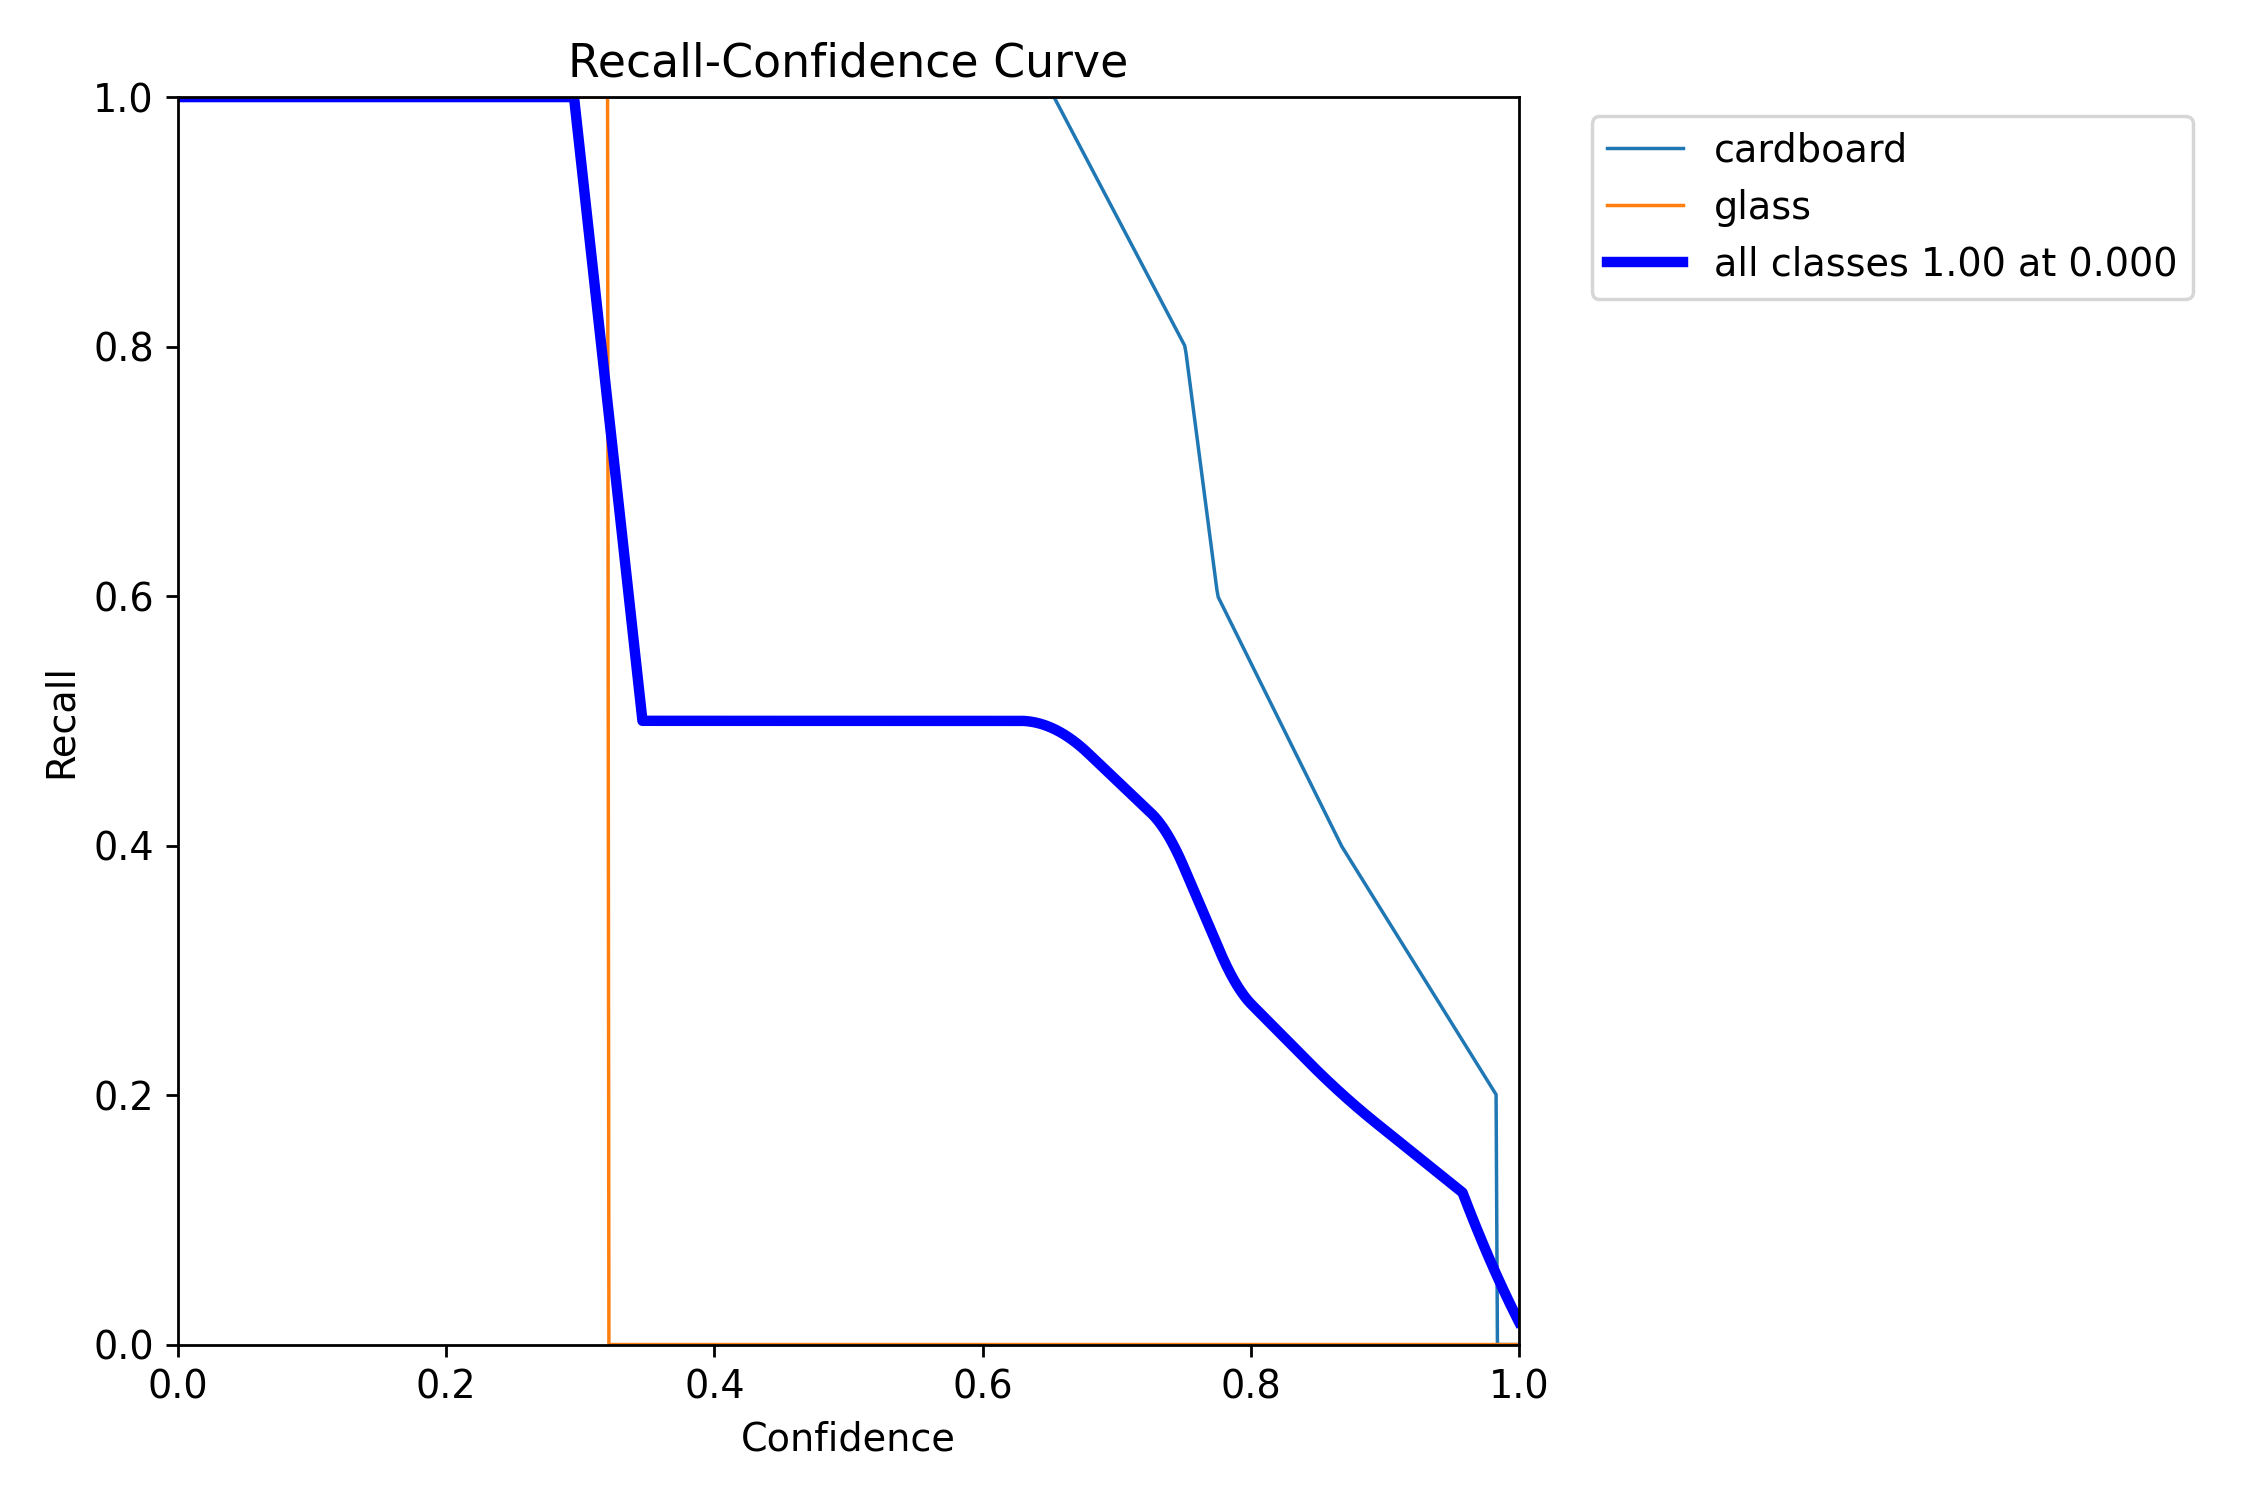 Recall-Confidence Curve
1.0
0.8
0.6
0.4
0.2
0.0
Recall
0.0 0.2 0.4 0.6 0.8 1.0
Confidence
cardboard
glass
all classes 1.00 at 0.000